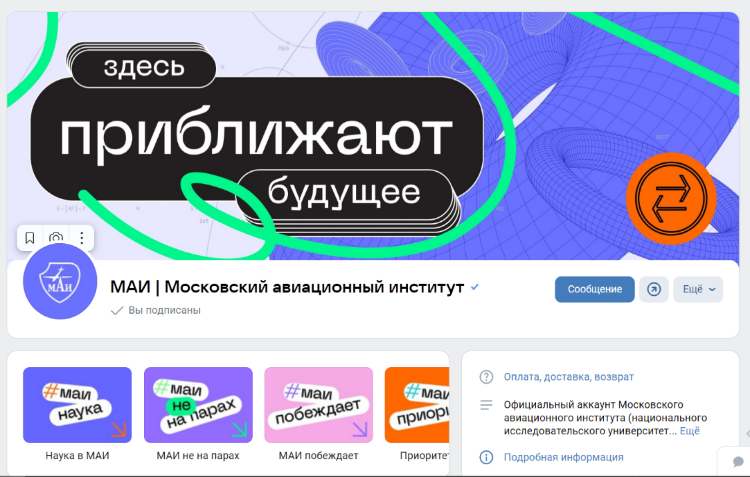 здесь
приближают
будущее
МАИ
МАИ | Московский авиационный институт
Вы подписаны
Сообщение
Ещё
#маи
наука
#маи
не
на парах
#маи
побеждает
#маи
Наука в МАИ
МАИ не на парах
МАИ побеждает
Оплата, доставка, возврат
Официальный аккаунт Московского
авиационного института (национального
исследовательского университет... Ещё
Подробная информация